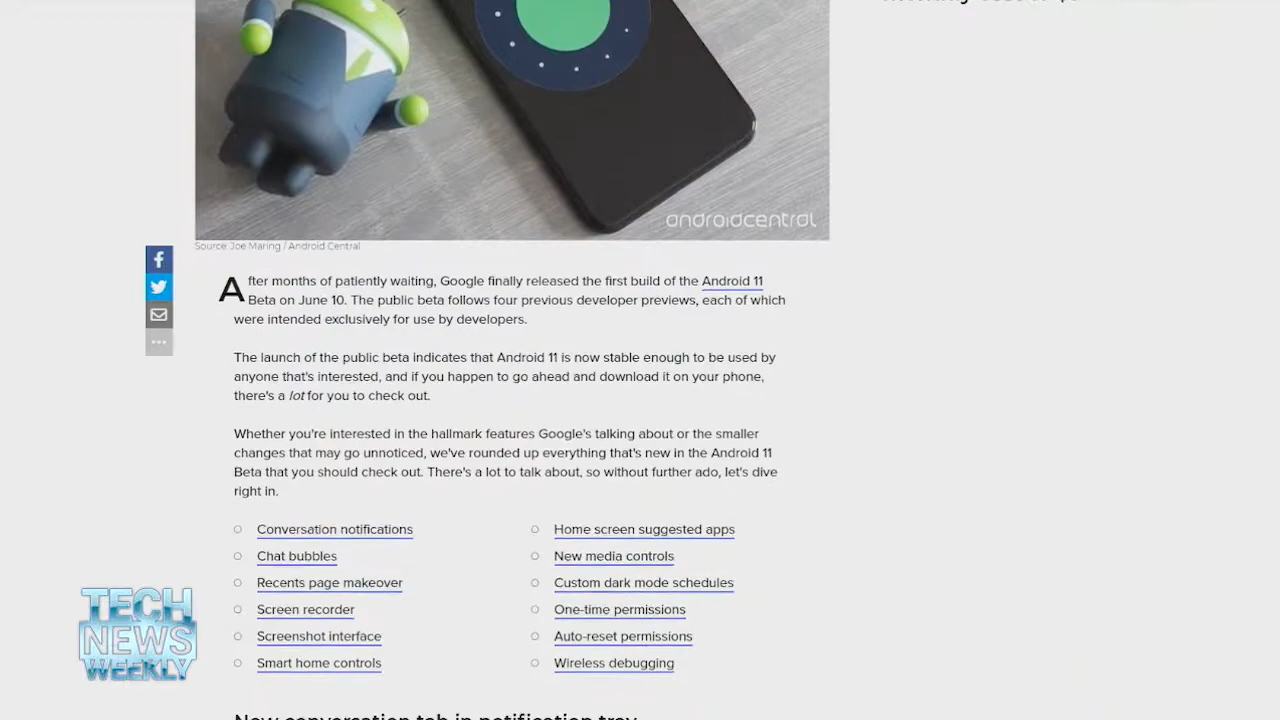 androidcentral
Source: Joe Maring / Android Central
After months of patiently waiting, Google finally released the first build of the Android 11
Beta on June 10. The public beta follows four previous developer previews, each of which
were intended exclusively for use by developers.
The launch of the public beta indicates that Android 11 is now stable enough to be used by
anyone that's interested, and if you happen to go ahead and download it on your phone,
there's a lot for you to check out.
Whether you're interested in the hallmark features Google's talking about or the smaller
changes that may go unnoticed, we've rounded up everything that's new in the Android 11
Beta that you should check out. There's a lot to talk about, so without further ado, let's dive
right in.
Conversation notifications
Chat bubbles
Recents page makeover
Screen recorder
Screenshot interface
Smart home controls
Home screen suggested apps
New media controls
Custom dark mode schedules
One-time permissions
Auto-reset permissions
Wireless debugging
TECH
NEWS
WEEKLY
New conversation tab in notification tray